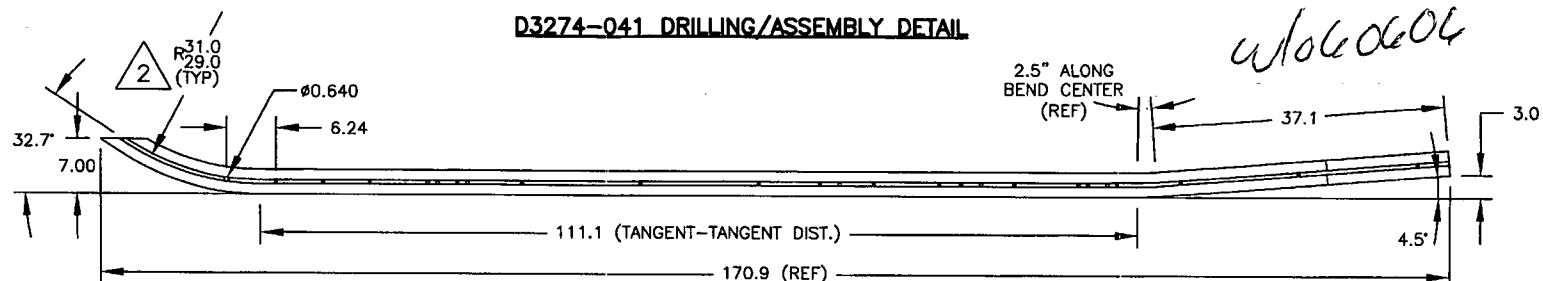 D3274-041 DRILLING/ASSEMBLY DETAIL
2
R31.0
29.0
(TYP)
Ø0.640
6.24
2.5" ALONG
BEND CENTER
(REF)
37.1
3.0
32.7°
7.00
111.1 (TANGENT-TANGENT DIST.)
4.5°
170.9 (REF)